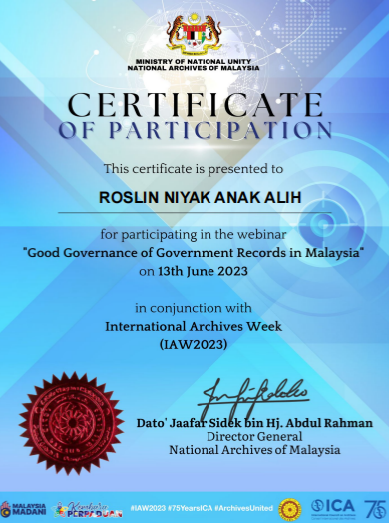 MINISTRY OF NATIONAL UNITY
NATIONAL ARCHIVES OF MALAYSIA
CERTIFICATE
OF PARTICIPATION
This certificate is presented to
ROSLIN NIYAK ANAK ALIH
for participating in the webinar
"Good Governance of Government Records in Malaysia"
on 13th June 2023
in conjunction with
International Archives Week
(IAW2023)
Dato' Jaafar Sidek bin Hj. Abdul Rahman
Director General
National Archives of Malaysia
MALAYSIA
MADANI
PERPADUAN
#IAW2023 #75YearsICA #ArchivesUnited
ICA
75